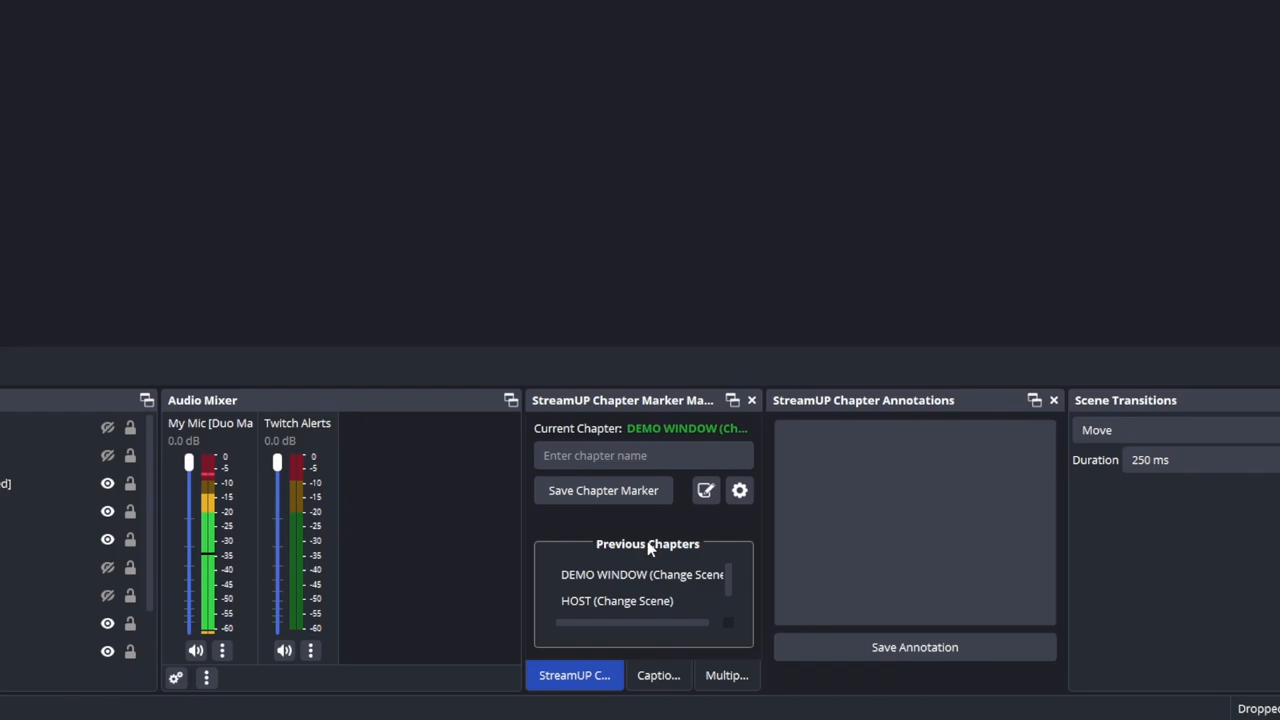 ed]
Audio Mixer
My Mic [Duo Ma
0.0 dB
0
-5
-10
-15
-20
-25
-30
-35
-40
-45
-50
-55
-60
Twitch Alerts
0.0 dB
0
-5
-10
-15
-20
-25
-30
-35
-40
-45
-50
-55
-60
StreamUP Chapter Marker Ma...
Current Chapter: DEMO WINDOW (Ch...
Enter chapter name
Save Chapter Marker
Previous Chapters
DEMO WINDOW (Change Scene
HOST (Change Scene)
StreamUP C...
Captio...
Multip...
StreamUP Chapter Annotations
Save Annotation
Scene Transitions
Move
Duration 250 ms
Dropped